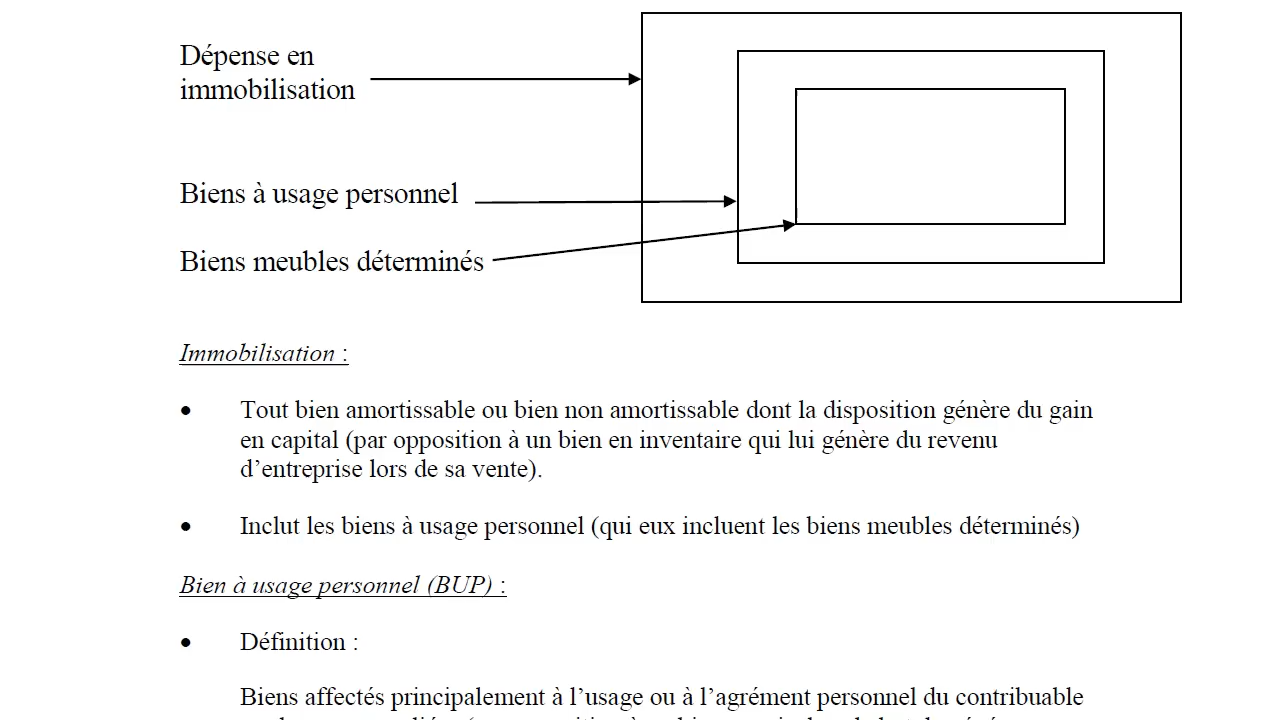 Dépense en
immobilisation
Biens à usage personnel
Biens meubles déterminés
Immobilisation :
• Tout bien amortissable ou bien non amortissable dont la disposition génère du gain
en capital (par opposition à un bien en inventaire qui lui génère du revenu
d’entreprise lors de sa vente).
• Inclut les biens à usage personnel (qui eux incluent les biens meubles déterminés)
Bien à usage personnel (BUP) :
• Définition :
Biens affectés principalement à l’usage ou à l’agrément personnel du contribuable